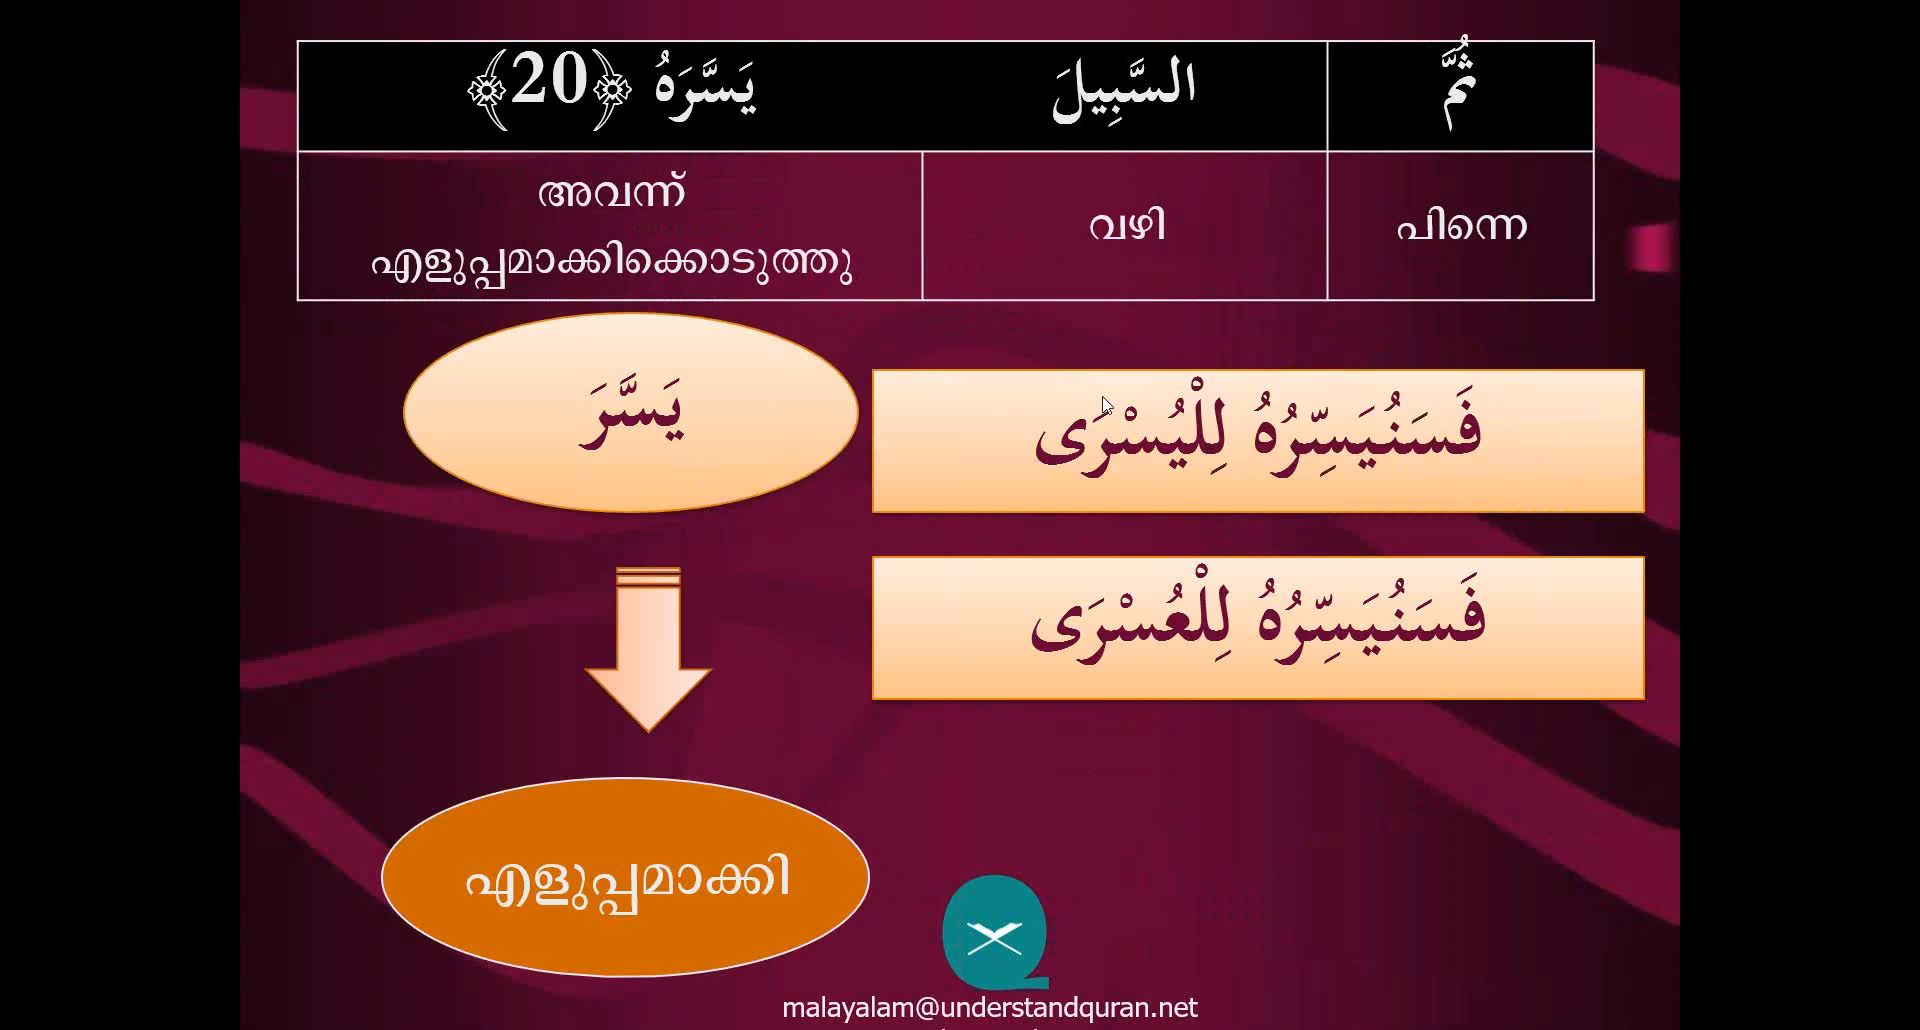 ثُمَّ السَّبِيلَ يَسَّرَهُ ﴿20﴾
പിന്നെ
വഴി
അവന്ന്
എളുപ്പമാക്കിക്കൊടുത്തു
يَسَّرَ
فَسَنُيَسِّرُهُ لِلْيُسْرَى
فَسَنُيَسِّرُهُ لِلْعُسْرَى
എളുപ്പമാക്കി
malayalam@understandquran.net